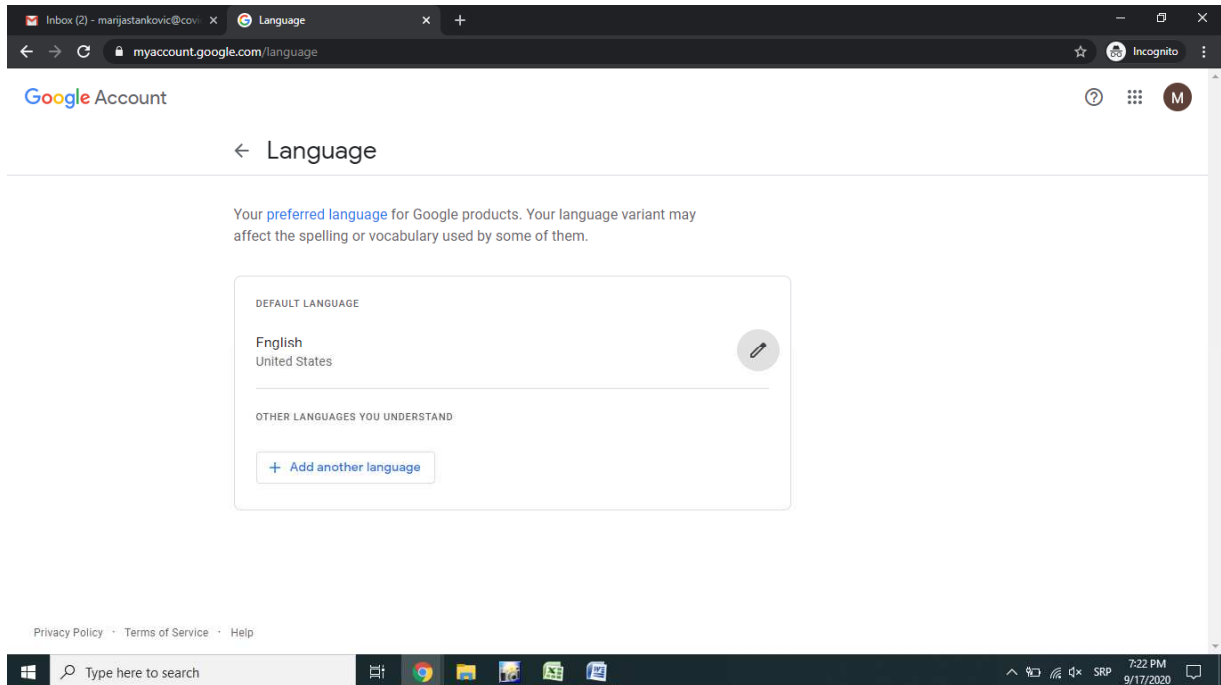 Inbox (2) - marijastankovic@covi
Language
myaccount.google.com/language
Incognito
Google Account
M
Language
Your preferred language for Google products. Your language variant may
affect the spelling or vocabulary used by some of them.
DEFAULT LANGUAGE
English
United States
OTHER LANGUAGES YOU UNDERSTAND
+ Add another language
Privacy Policy · Terms of Service · Help
Type here to search
SRP
7:22 PM
9/17/2020